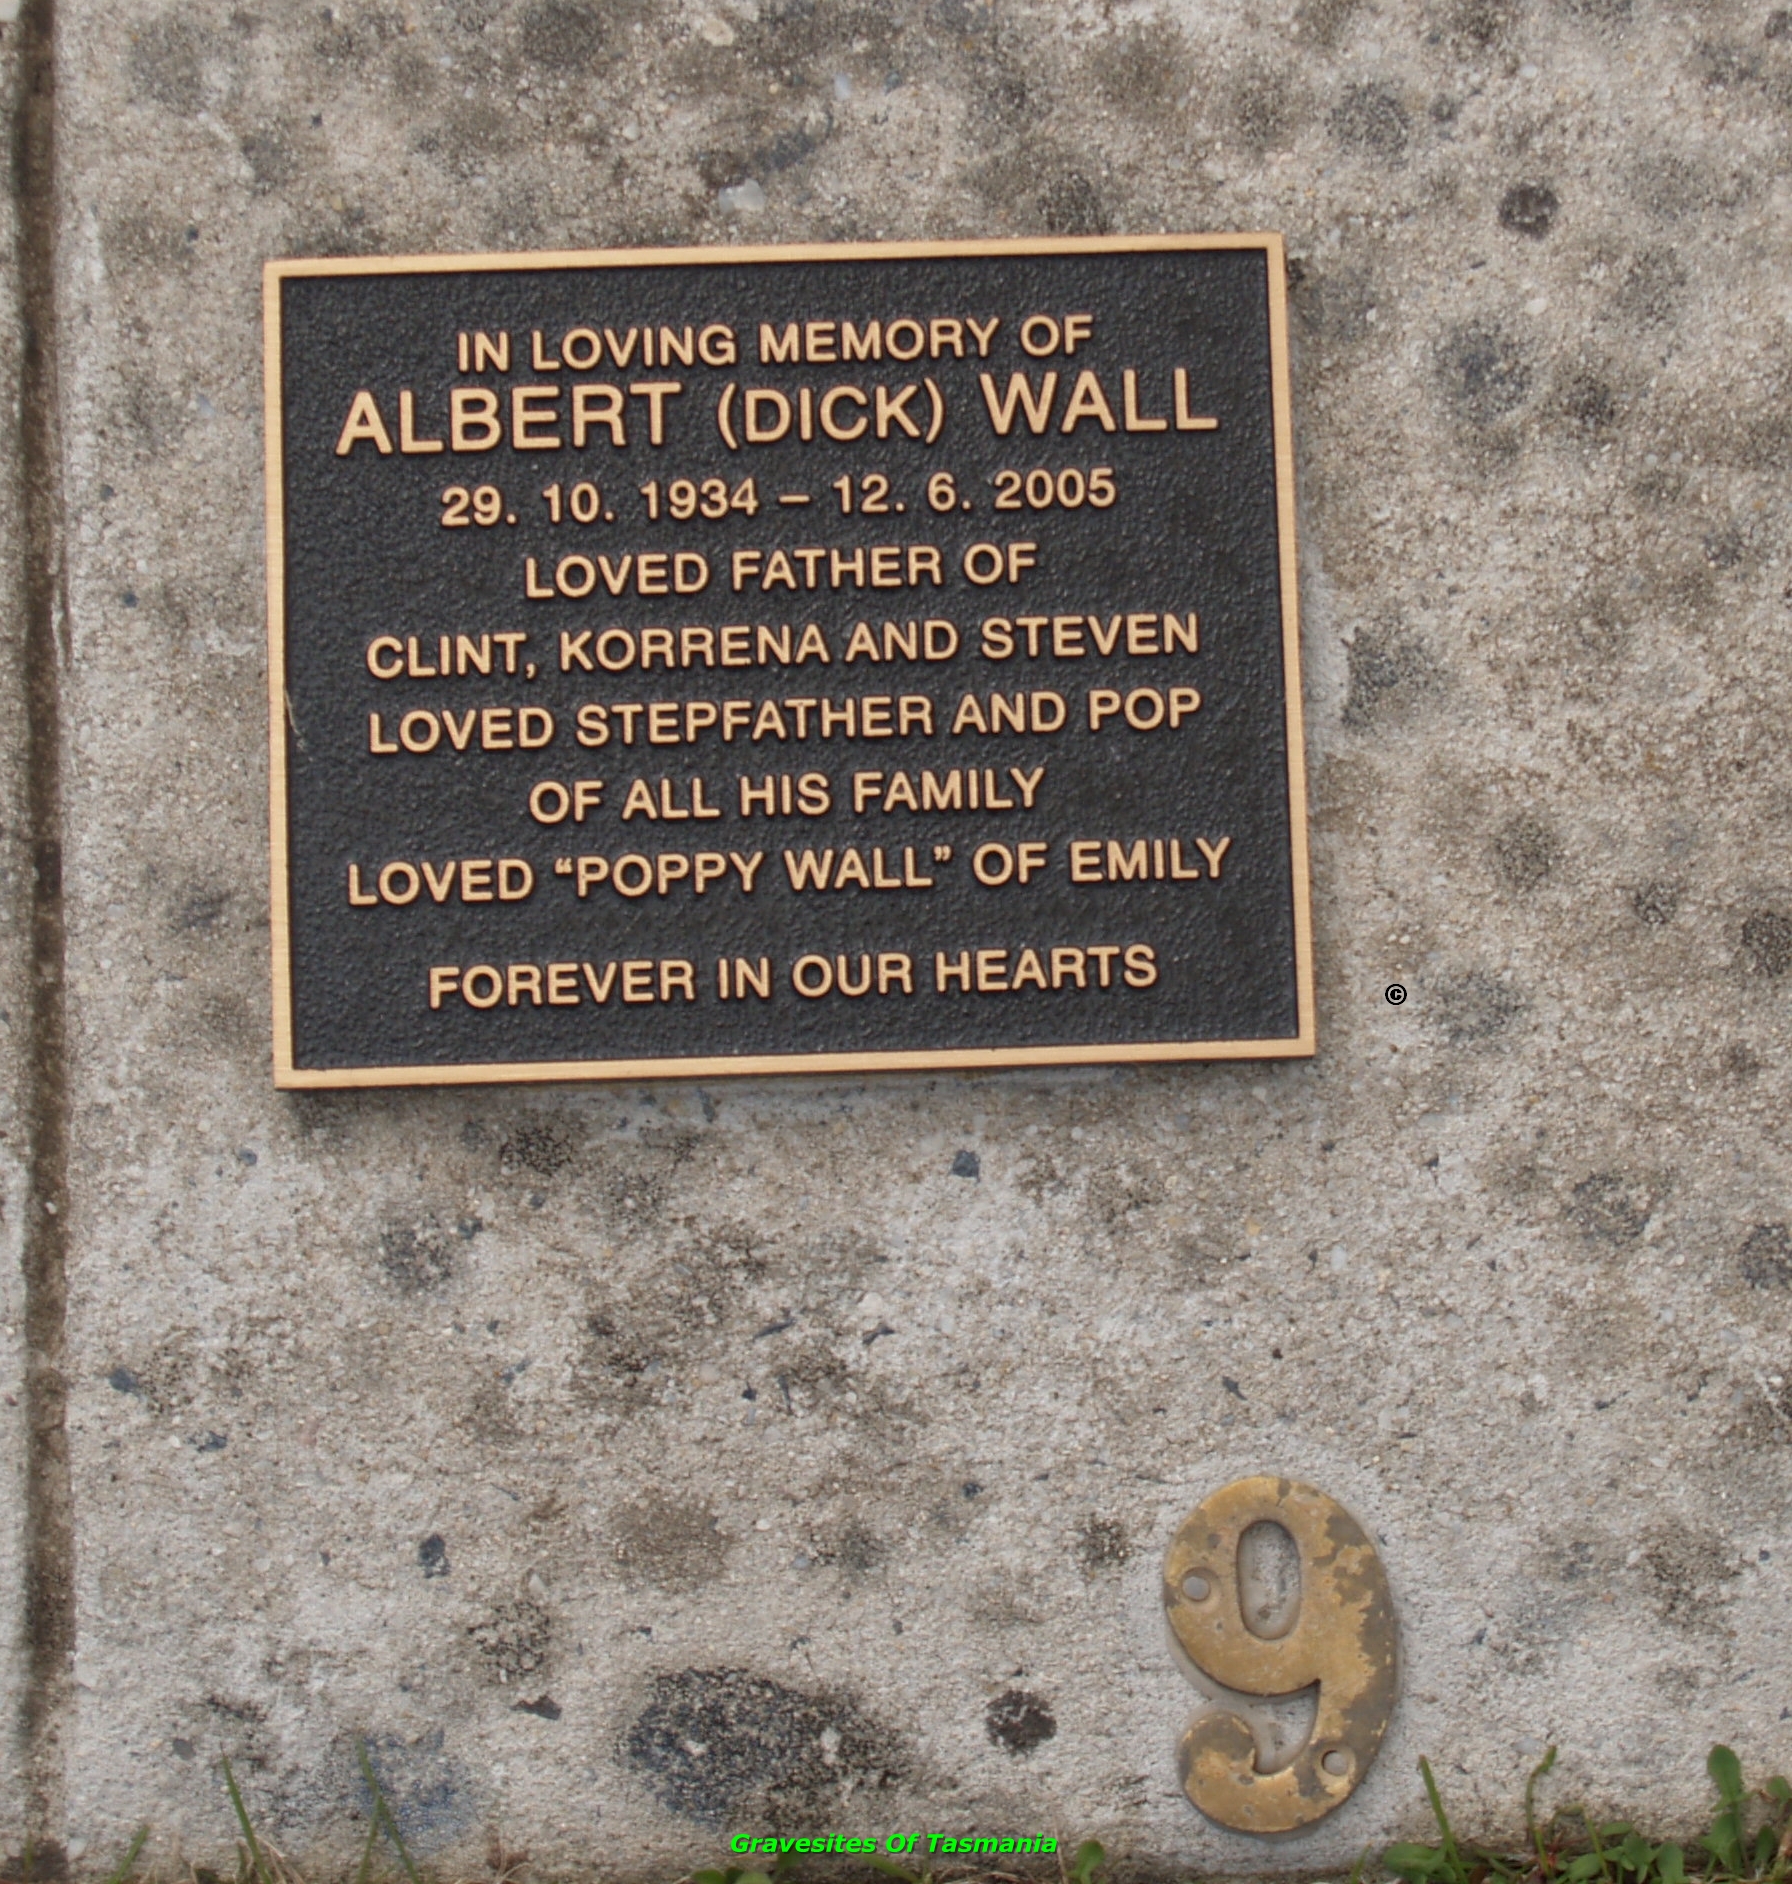 IN LOVING MEMORY OF
ALBERT (DICK) WALL
29. 10. 1934 – 12. 6. 2005
LOVED FATHER OF
CLINT, KORRENA AND STEVEN
LOVED STEPFATHER AND POP
OF ALL HIS FAMILY
LOVED “POPPY WALL” OF EMILY
FOREVER IN OUR HEARTS
©
9
Gravesites Of Tasmania